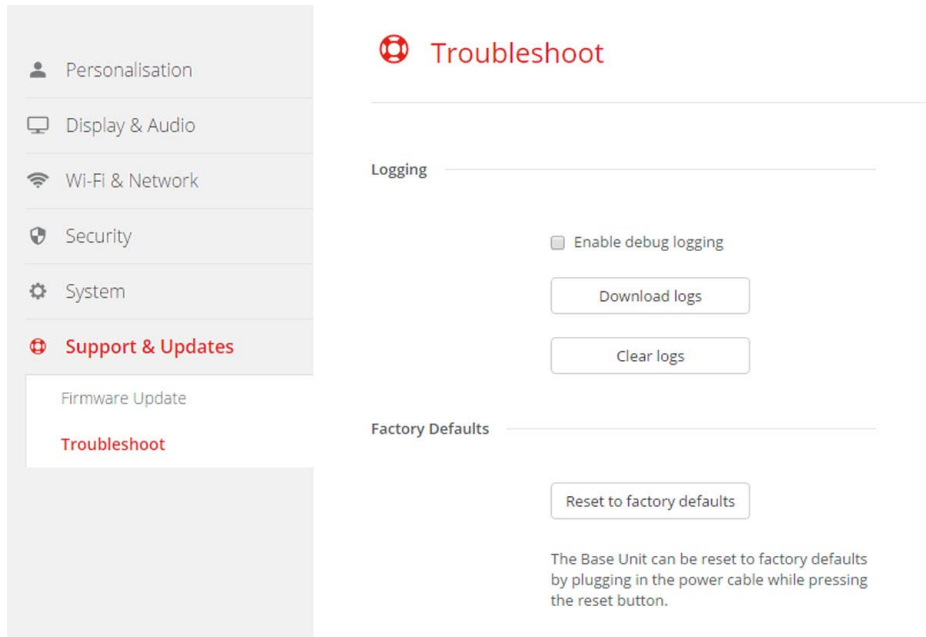 Personalisation
Display & Audio
Wi-Fi & Network
Security
System
Support & Updates
Firmware Update
Troubleshoot
Troubleshoot
Logging
Enable debug logging
Download logs
Clear logs
Factory Defaults
Reset to factory defaults
The Base Unit can be reset to factory defaults
by plugging in the power cable while pressing
the reset button.